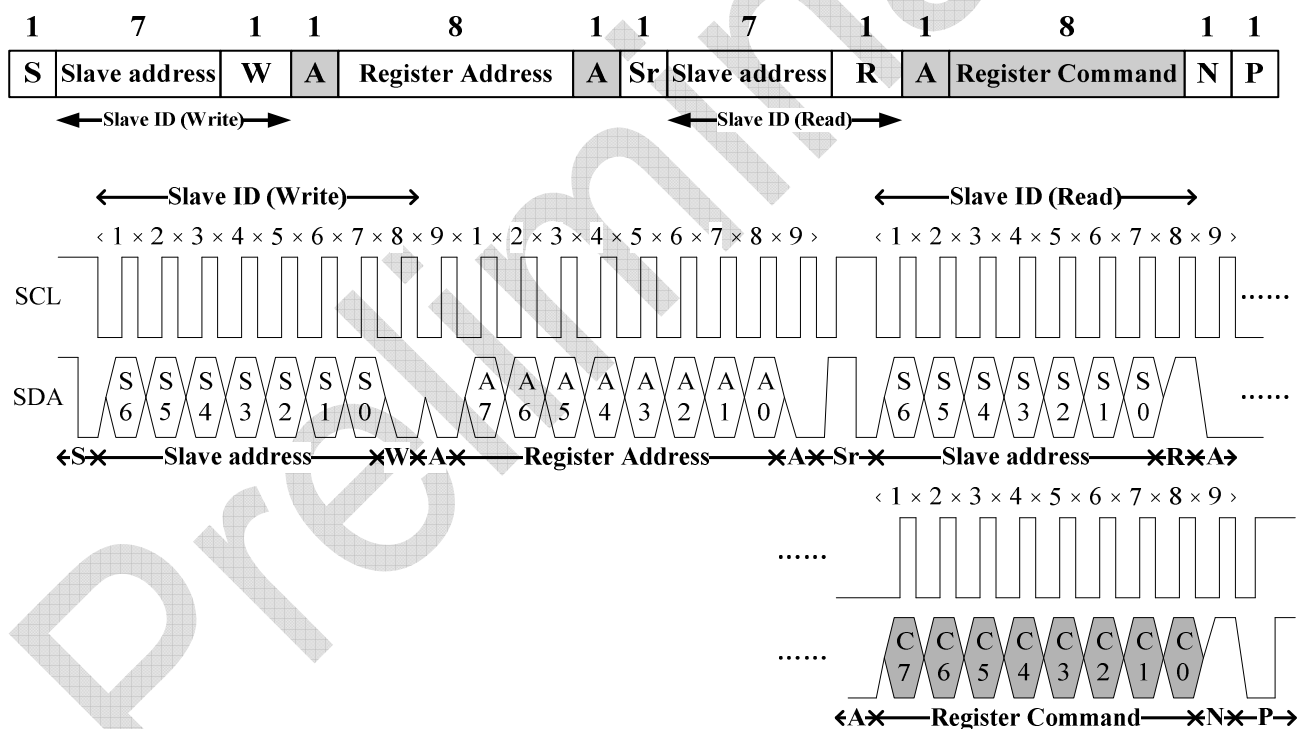 1 7 1 1 8 1 1 7 1 1 8 1 1
S Slave address W A Register Address A Sr Slave address R A Register Command N P
Slave ID (Write) Slave ID (Read)
Slave ID (Write) Slave ID (Read)
‹ 1 × 2 × 3 × 4 × 5 × 6 × 7 × 8 × 9 × 1 × 2 × 3 × 4 × 5 × 6 × 7 × 8 × 9 › ‹ 1 × 2 × 3 × 4 × 5 × 6 × 7 × 8 × 9 ›
SCL ......
SDA S6 S5 S4 S3 S2 S1 S0 A7 A6 A5 A4 A3 A2 A1 A0 S6 S5 S4 S3 S2 S1 S0 ......
S Slave address W A Register Address A Sr Slave address R A
‹ 1 × 2 × 3 × 4 × 5 × 6 × 7 × 8 × 9 ›
......
...... C7 C6 C5 C4 C3 C2 C1 C0
A Register Command N P